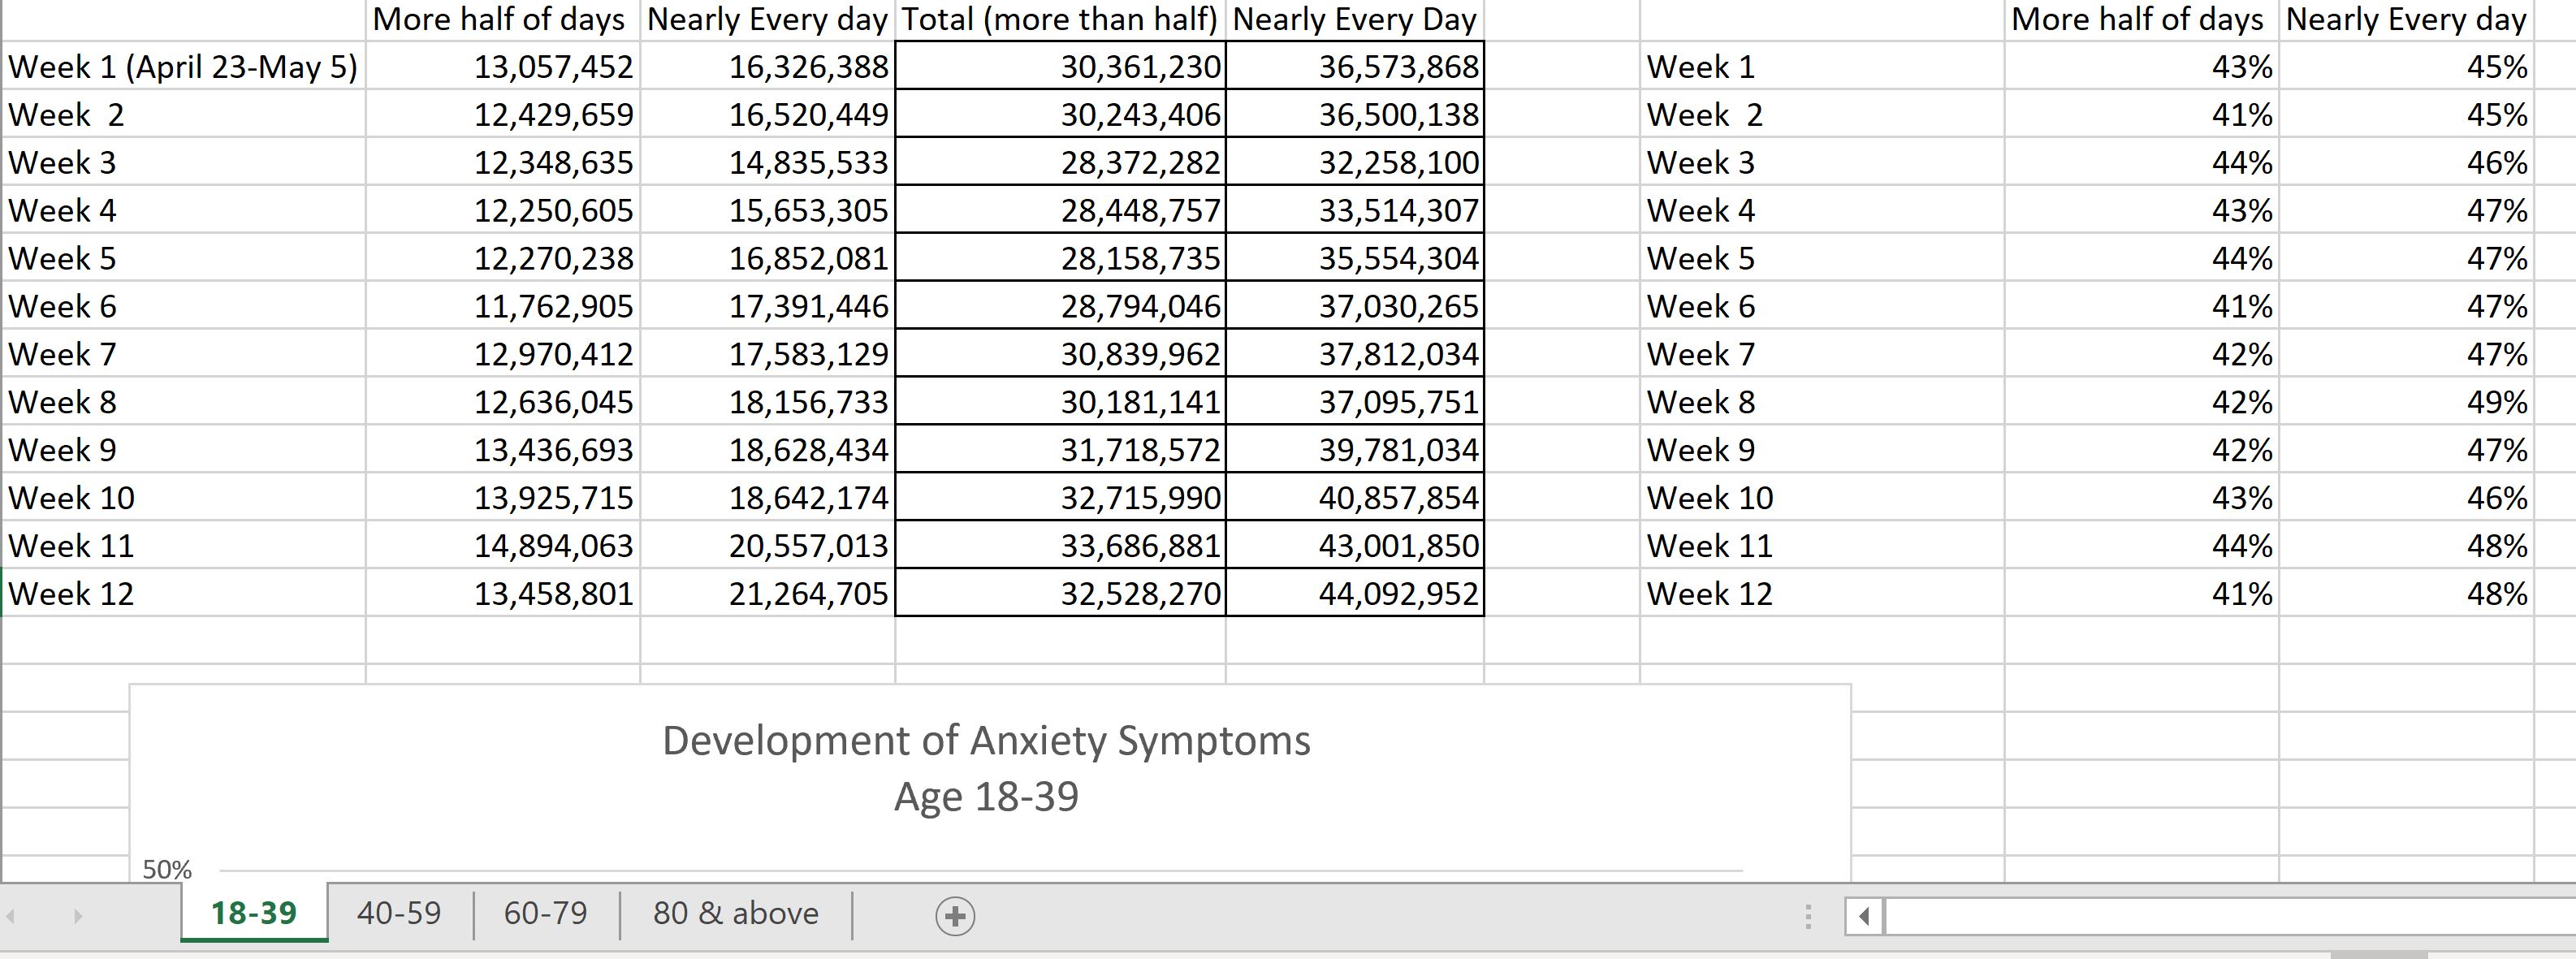 More half of days Nearly Every day Total (more than half) Nearly Every Day More half of days Nearly Every day
Week 1 (April 23-May 5) 13,057,452 16,326,388 30,361,230 36,573,868 Week 1 43% 45%
Week  2 12,429,659 16,520,449 30,243,406 36,500,138 Week  2 41% 45%
Week 3 12,348,635 14,835,533 28,372,282 32,258,100 Week 3 44% 46%
Week 4 12,250,605 15,653,305 28,448,757 33,514,307 Week 4 43% 47%
Week 5 12,270,238 16,852,081 28,158,735 35,554,304 Week 5 44% 47%
Week 6 11,762,905 17,391,446 28,794,046 37,030,265 Week 6 41% 47%
Week 7 12,970,412 17,583,129 30,839,962 37,812,034 Week 7 42% 47%
Week 8 12,636,045 18,156,733 30,181,141 37,095,751 Week 8 42% 49%
Week 9 13,436,693 18,628,434 31,718,572 39,781,034 Week 9 42% 47%
Week 10 13,925,715 18,642,174 32,715,990 40,857,854 Week 10 43% 46%
Week 11 14,894,063 20,557,013 33,686,881 43,001,850 Week 11 44% 48%
Week 12 13,458,801 21,264,705 32,528,270 44,092,952 Week 12 41% 48%
Development of Anxiety Symptoms
Age 18-39
50%
18-39 40-59 60-79 80 & above